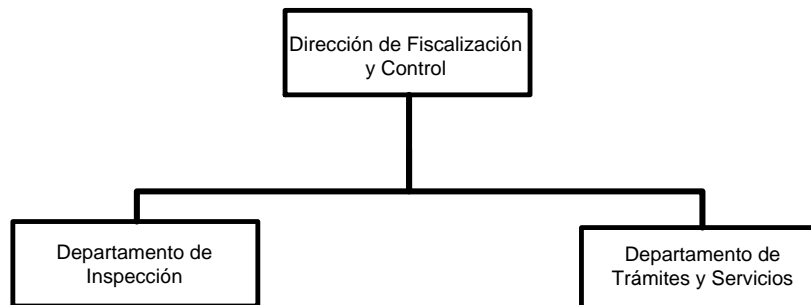 Dirección de Fiscalización
y Control
Departamento de
Inspección
Departamento de
Trámites y Servicios